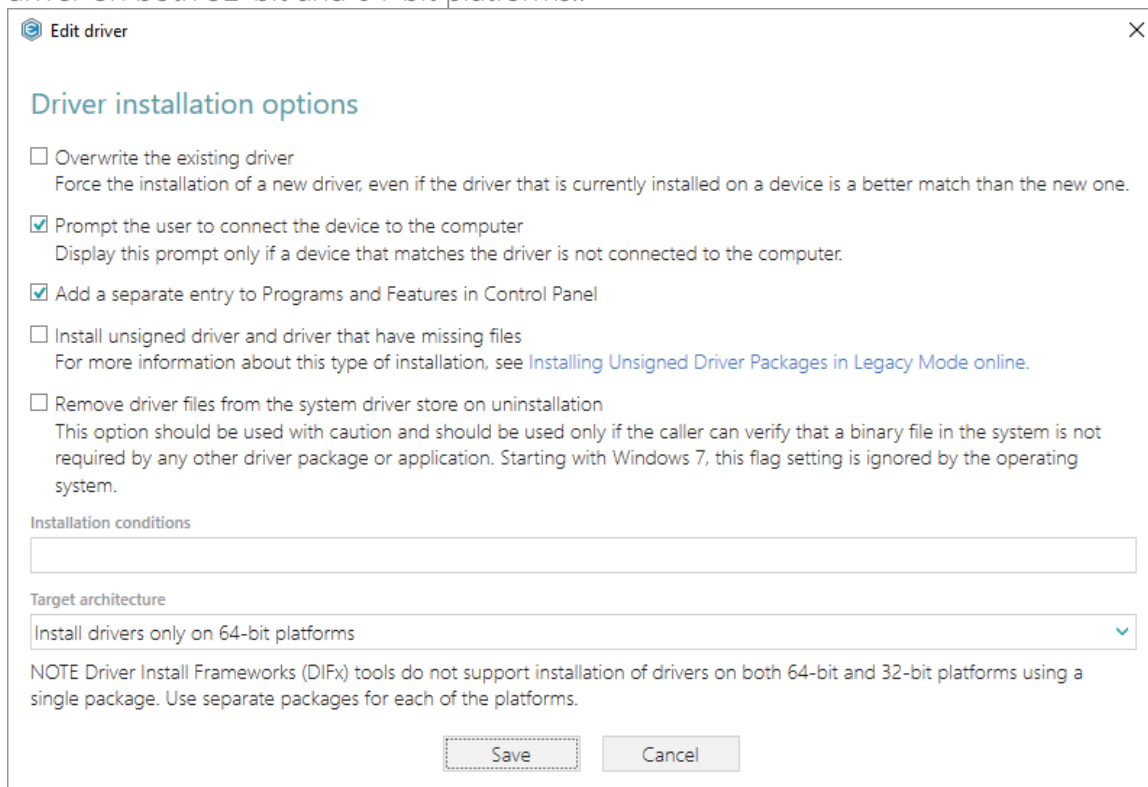 driver on both 32-bit and 64-bit platforms..
Edit driver
Driver installation options
Overwrite the existing driver
Force the installation of a new driver, even if the driver that is currently installed on a device is a better match than the new one.
Prompt the user to connect the device to the computer
Display this prompt only if a device that matches the driver is not connected to the computer.
Add a separate entry to Programs and Features in Control Panel
Install unsigned driver and driver that have missing files
For more information about this type of installation, see Installing Unsigned Driver Packages in Legacy Mode online.
Remove driver files from the system driver store on uninstallation
This option should be used with caution and should be used only if the caller can verify that a binary file in the system is not
required by any other driver package or application. Starting with Windows 7, this flag setting is ignored by the operating
system.
Installation conditions
Target architecture
Install drivers only on 64-bit platforms
NOTE Driver Install Frameworks (DIFx) tools do not support installation of drivers on both 64-bit and 32-bit platforms using a
single package. Use separate packages for each of the platforms.
Save Cancel